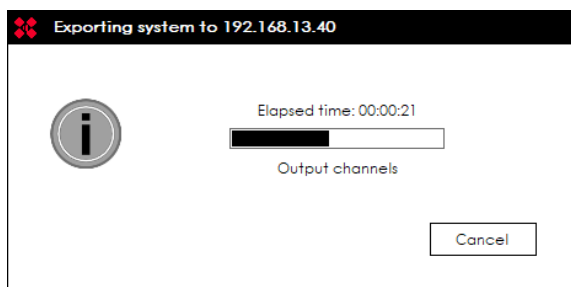 Exporting system to 192.168.13.40
Elapsed time: 00:00:21
Output channels
Cancel